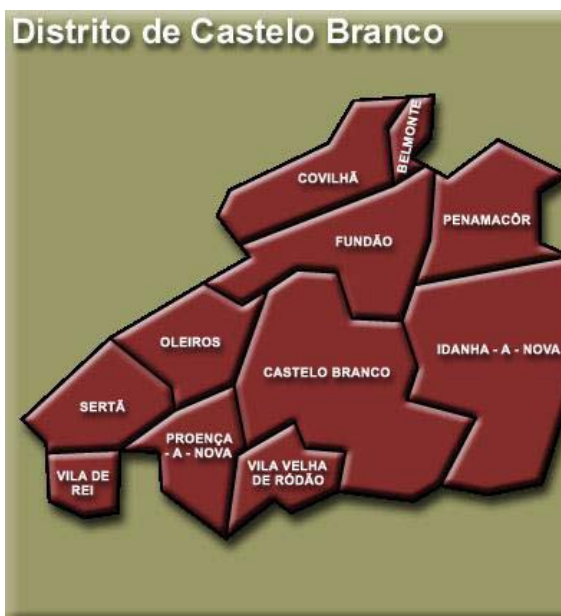 Distrito de Castelo Branco
BELMONTE
COVILHÃ
PENAMACÔR
FUNDÃO
OLEIROS
IDANHA - A - NOVA
CASTELO BRANCO
SERTÃ
PROENÇA
- A - NOVA
VILA VELHA
DE RÓDÃO
VILA DE
REI